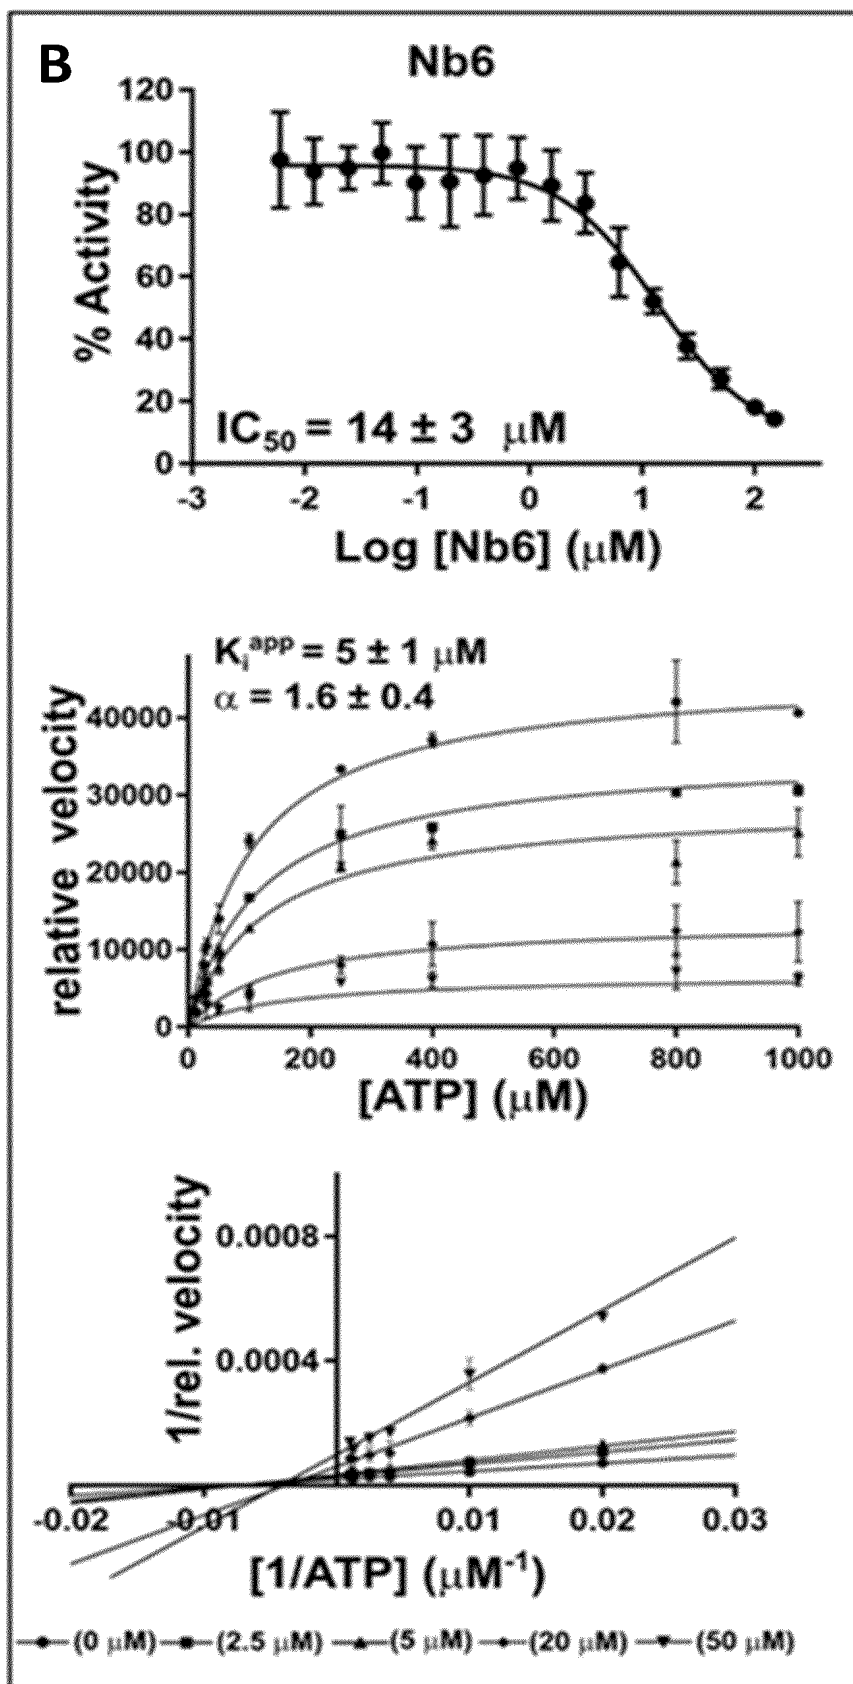 B
Nb6
120
100
80
60
40
20
0
% Activity
IC50 = 14 ± 3 μM
-3 -2 -1 0 1 2
Log [Nb6] (μM)
Kiapp = 5 ± 1 μM
α = 1.6 ± 0.4
40000
30000
20000
10000
0
relative velocity
0 200 400 600 800 1000
[ATP] (μM)
1/rel. velocity
0.0008
0.0004
-0.02 -0.01 0.01 0.02 0.03
[1/ATP] (μM-1)
(0 μM) (2.5 μM) (5 μM) (20 μM) (50 μM)